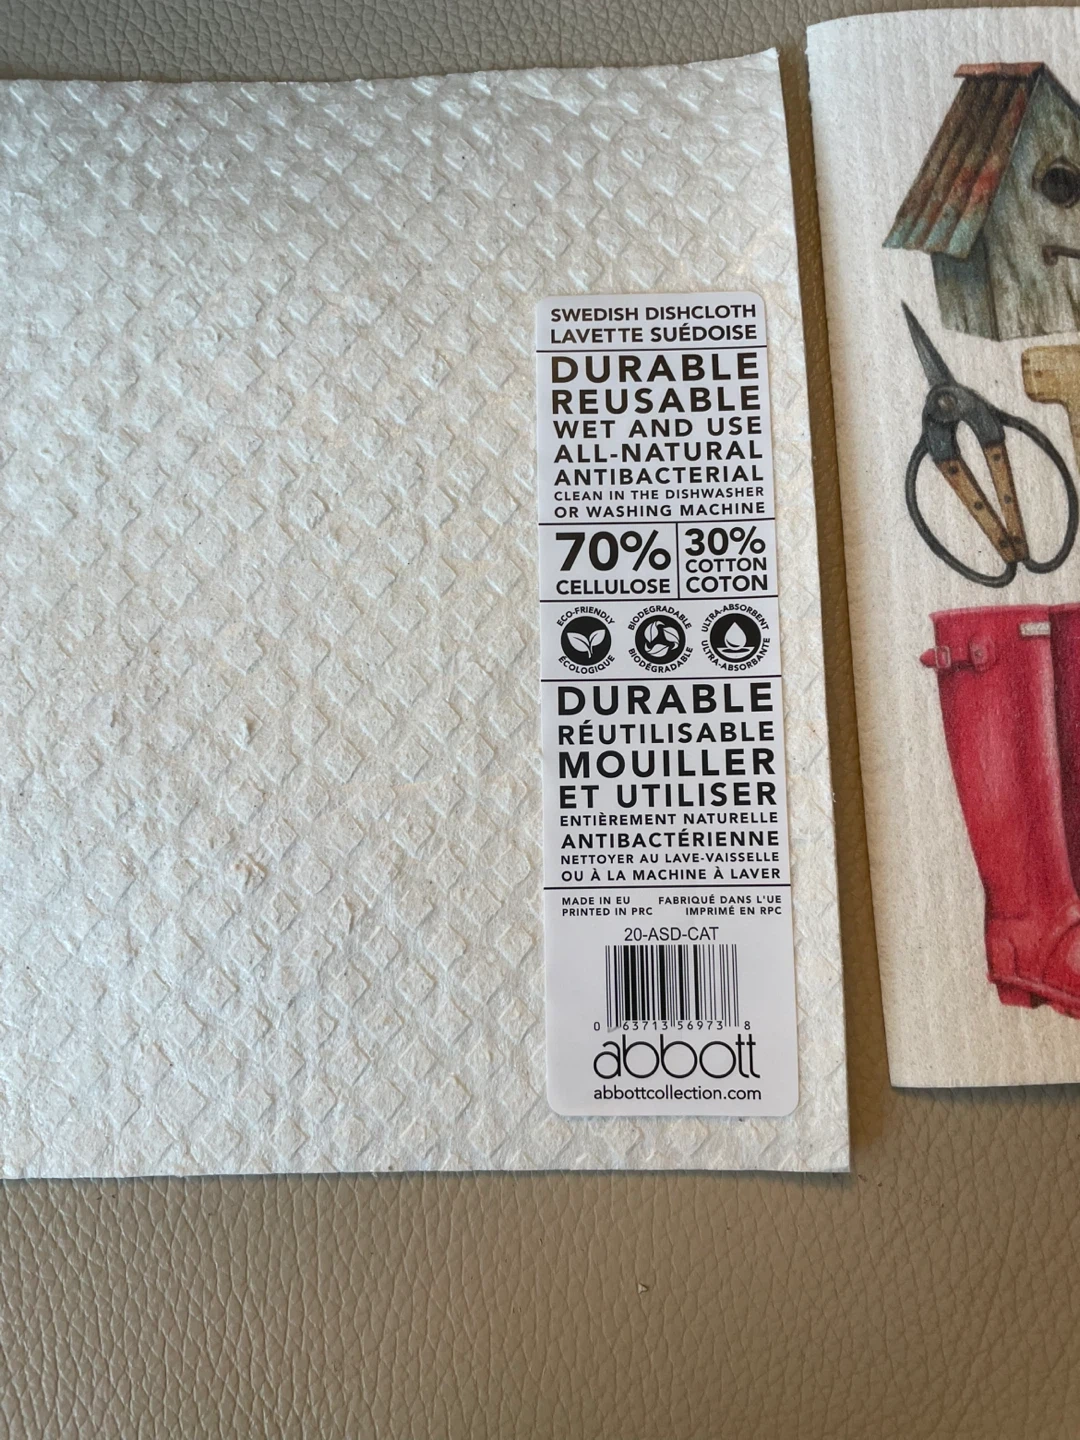 SWEDISH DISHCLOTH
LAVETTE SUÉDOISE
DURABLE
REUSABLE
WET AND USE
ALL-NATURAL
ANTIBACTERIAL
CLEAN IN THE DISHWASHER
OR WASHING MACHINE
70%
CELLULOSE
30%
COTTON
COTON
ECO-FRIENDLY
ÉCOLOGIQUE
BIODEGRADABLE
BIODÉGRADABLE
ULTRA-ABSORBENT
ULTRA-ABSORBANTE
DURABLE
RÉUTILISABLE
MOUILLER
ET UTILISER
ENTIÈREMENT NATURELLE
ANTIBACTÉRIENNE
NETTOYER AU LAVE-VAISSELLE
OU À LA MACHINE À LAVER
MADE IN EU
PRINTED IN PRC
FABRIQUÉ DANS L'UE
IMPRIMÉ EN RPC
20-ASD-CAT
0 63713 56973 8
abbott
abbottcollection.com